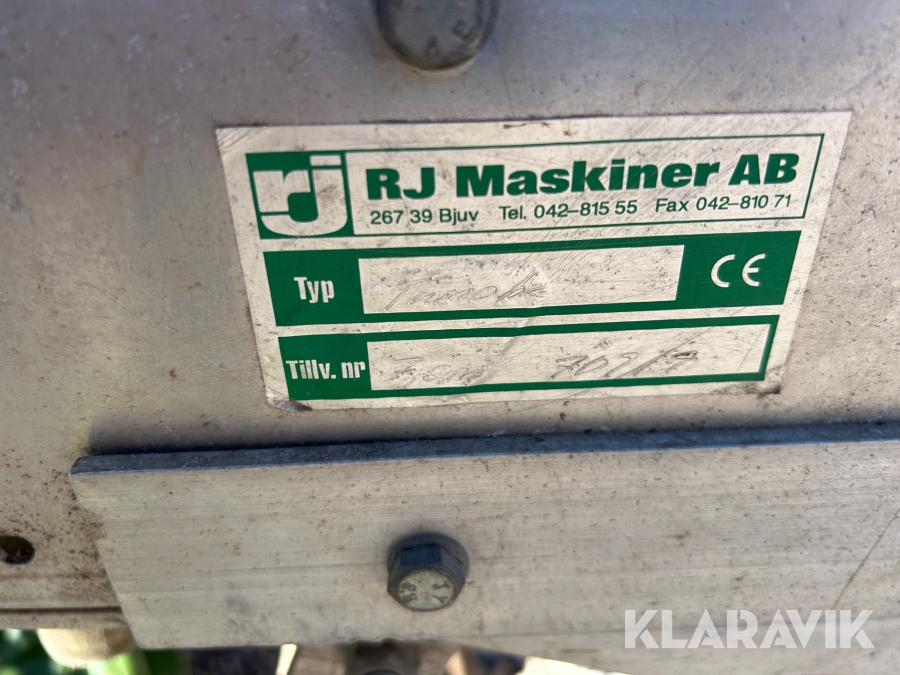 rj
RJ Maskiner AB
267 39 Bjuv Tel. 042–815 55 Fax 042–810 71
Typ CE
Tillv. nr
KLARAVIK